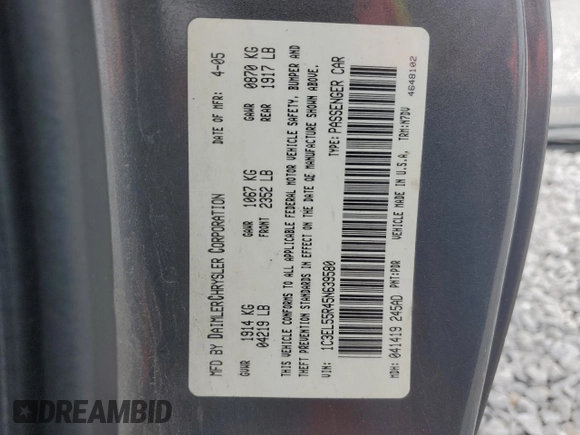 MFD BY DAIMLERCHRYSLER CORPORATION DATE OF MFR: 4-05
GVWR 1914 KG GAWR 1067 KG GAWR 0870 KG
04219 LB FRONT 2352 LB REAR 1917 LB
THIS VEHICLE CONFORMS TO ALL APPLICABLE FEDERAL MOTOR VEHICLE SAFETY, BUMPER AND
THEFT PREVENTION STANDARDS IN EFFECT ON THE DATE OF MANUFACTURE SHOWN ABOVE.
VIN: 1C3EL55R45N639580 TYPE: PASSENGER CAR
MDH: 041419 245AD PNT:PDR VEHICLE MADE IN U.S.A. TRM:N7DV
4648102
DREAMBID